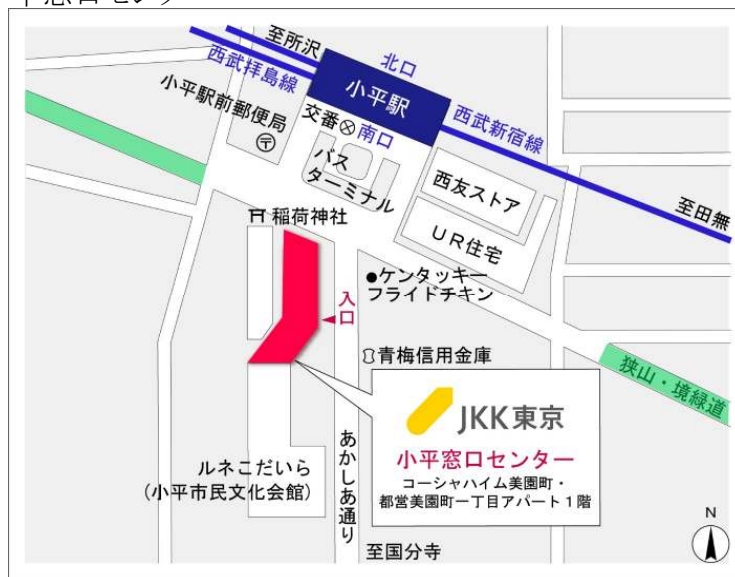 至所沢
北口
西武拝島線
小平駅
小平駅前郵便局
〒
交番
南口
西武新宿線
バス
ターミナル
西友ストア
UR住宅
至田無
稲荷神社
ケンタッキー
フライドチキン
入口
青梅信用金庫
狭山・境緑道
JKK東京
小平窓口センター
コーシャハイム美園町・
都営美園町一丁目アパート1階
ルネこだいら
(小平市民文化会館)
あかしあ通り
至国分寺
N